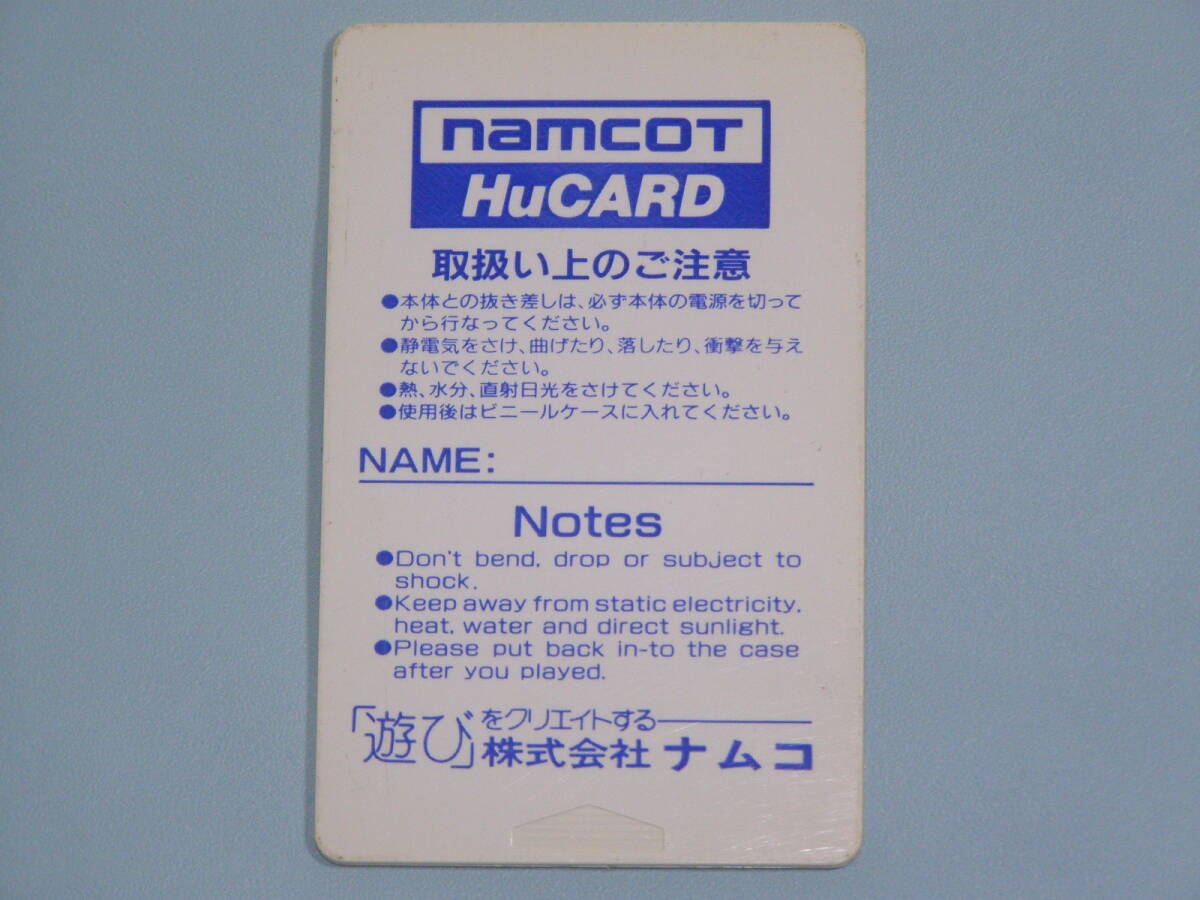 namcoT
HuCARD
取扱い上のご注意
●本体との抜き差しは、必ず本体の電源を切って
から行なってください。
●静電気をさけ、曲げたり、落したり、衝撃を与え
ないでください。
●熱、水分、直射日光をさけてください。
●使用後はビニールケースに入れてください。
NAME:
Notes
●Don't bend, drop or subject to
shock.
●Keep away from static electricity,
heat, water and direct sunlight.
●Please put back in-to the case
after you played.
「遊び」をクリエイトする
株式会社ナムコ